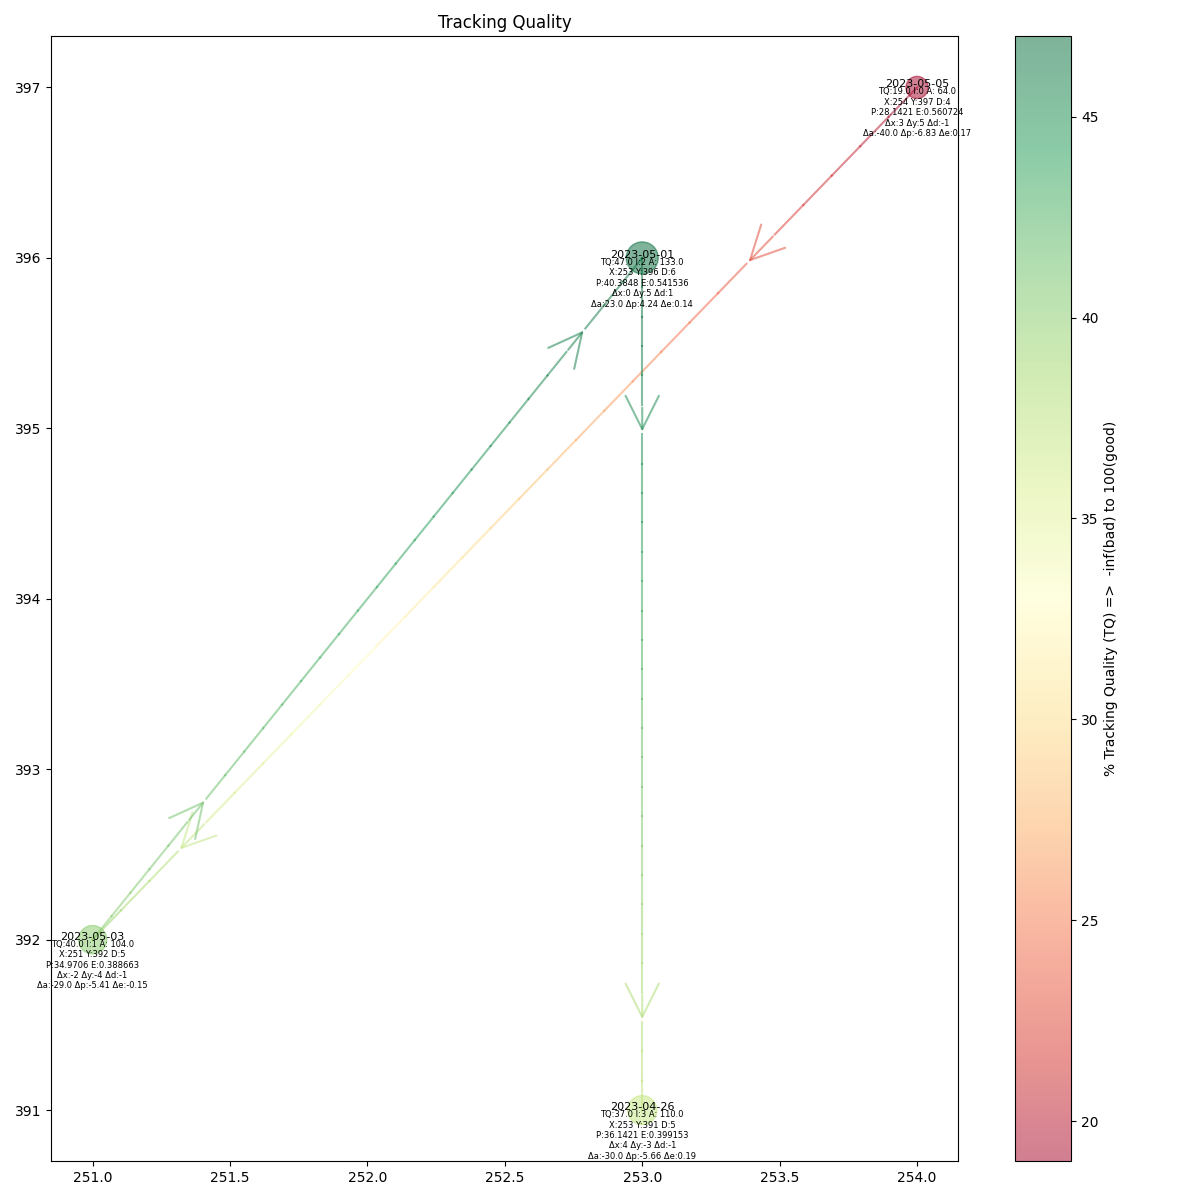 Tracking Quality
397
396
395
394
393
392
391
251.0
251.5
252.0
252.5
253.0
253.5
254.0
2023-05-05
TQ:19.0 I:0 A: 64.0
X:254 Y:397 D:4
P:28.1421 E:0.560724
Δx:3 Δy:5 Δd:-1
Δa:-40.0 Δp:-6.83 Δe:0.17
2023-05-01
TQ:47.0 I:2 A: 133.0
X:253 Y:396 D:6
P:40.3848 E:0.541536
Δx:0 Δy:5 Δd:1
Δa:23.0 Δp:4.24 Δe:0.14
2023-05-03
TQ:40.0 I:1 A: 104.0
X:251 Y:392 D:5
P:34.9706 E:0.388663
Δx:-2 Δy:-4 Δd:-1
Δa:-29.0 Δp:-5.41 Δe:-0.15
2023-04-26
TQ:37.0 I:3 A: 110.0
X:253 Y:391 D:5
P:36.1421 E:0.399153
Δx:4 Δy:-3 Δd:-1
Δa:-30.0 Δp:-5.66 Δe:0.19
45
40
35
30
25
20
% Tracking Quality (TQ) => -inf(bad) to 100(good)